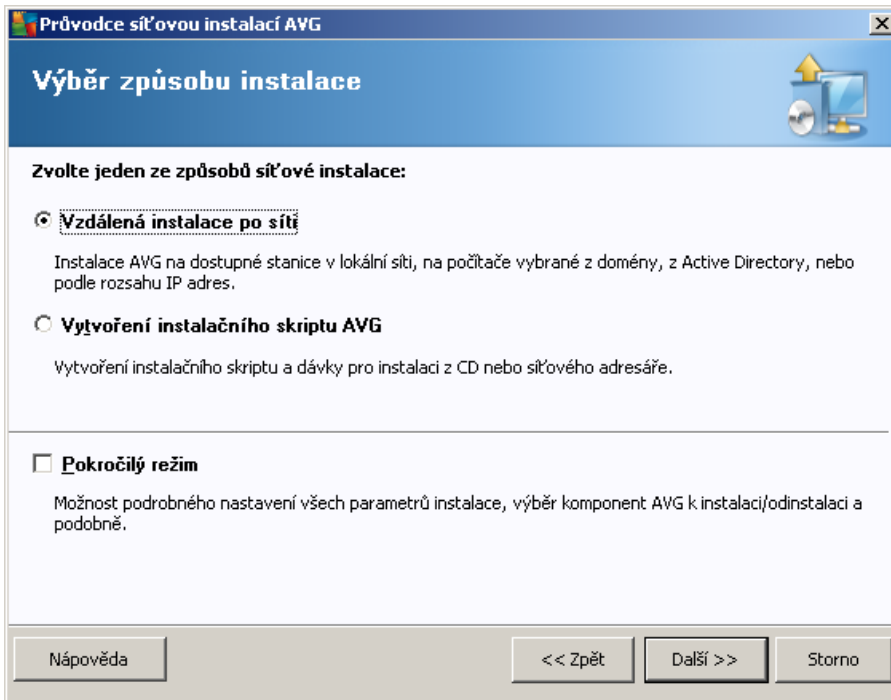 Průvodce síťovou instalací AVG
Výběr způsobu instalace
Zvolte jeden ze způsobů síťové instalace:
Vzdálená instalace po síti
Instalace AVG na dostupné stanice v lokální síti, na počítače vybrané z domény, z Active Directory, nebo
podle rozsahu IP adres.
Vytvoření instalačního skriptu AVG
Vytvoření instalačního skriptu a dávky pro instalaci z CD nebo síťového adresáře.
Pokročilý režim
Možnost podrobného nastavení všech parametrů instalace, výběr komponent AVG k instalaci/odinstalaci a
podobně.
Nápověda
<< Zpět
Další >>
Storno